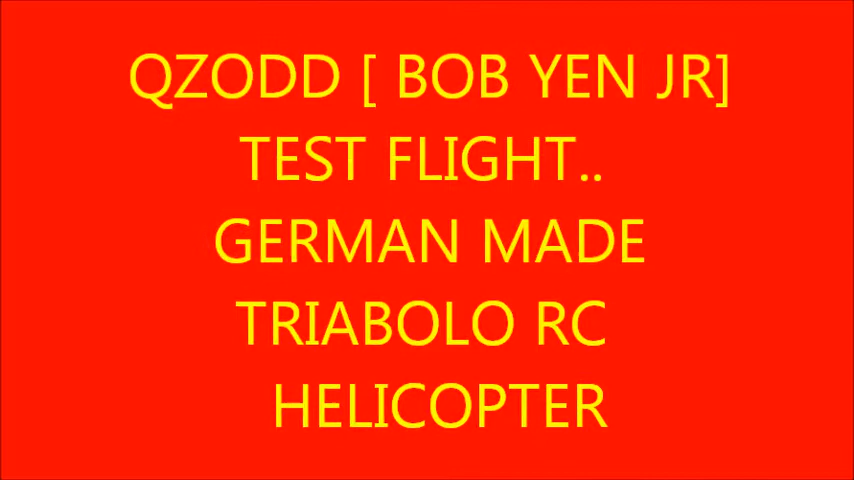 QZODD [ BOB YEN JR]
TEST FLIGHT..
GERMAN MADE
TRIABOLO RC
HELICOPTER